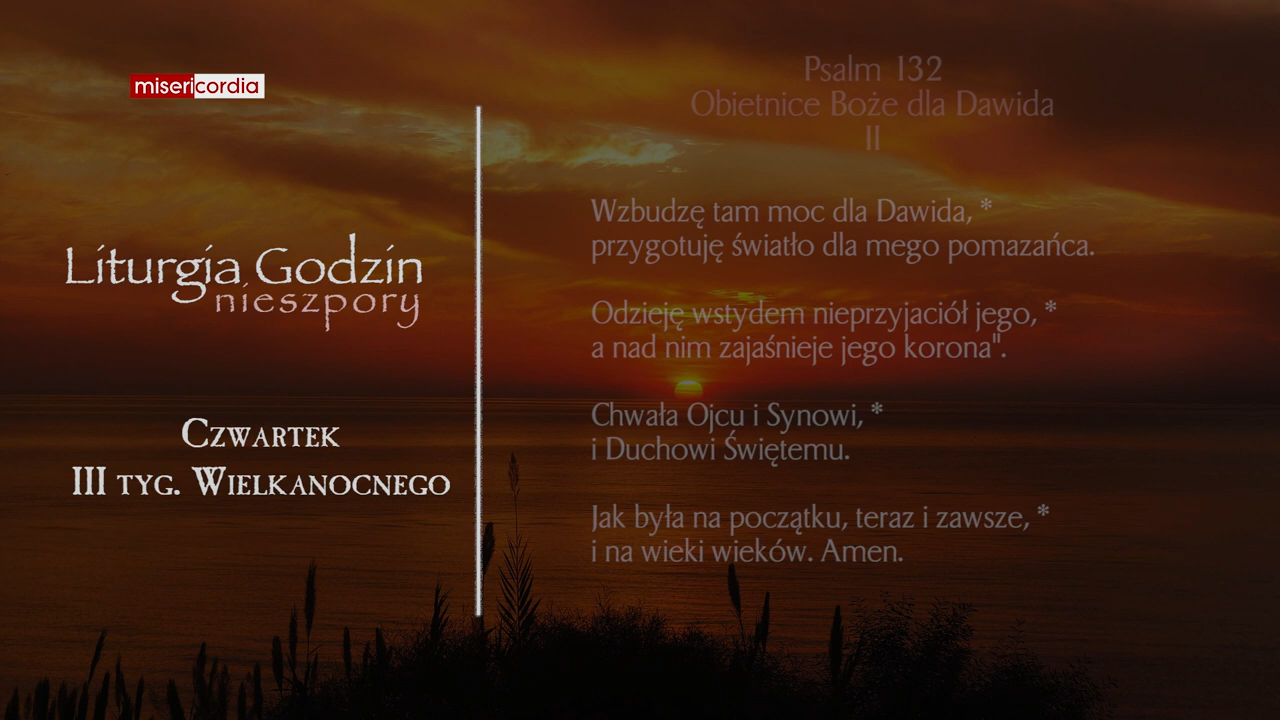 misericordia
Liturgia Godzin
nieszpory
Czwartek
III tyg. Wielkanocnego
Psalm 132
Obietnice Boże dla Dawida
II
Wzbudzę tam moc dla Dawida, *
przygotuję światło dla mego pomazańca.
Odzieję wstydem nieprzyjaciół jego, *
a nad nim zajaśnieje jego korona".
Chwała Ojcu i Synowi, *
i Duchowi Świętemu.
Jak była na początku, teraz i zawsze, *
i na wieki wieków. Amen.